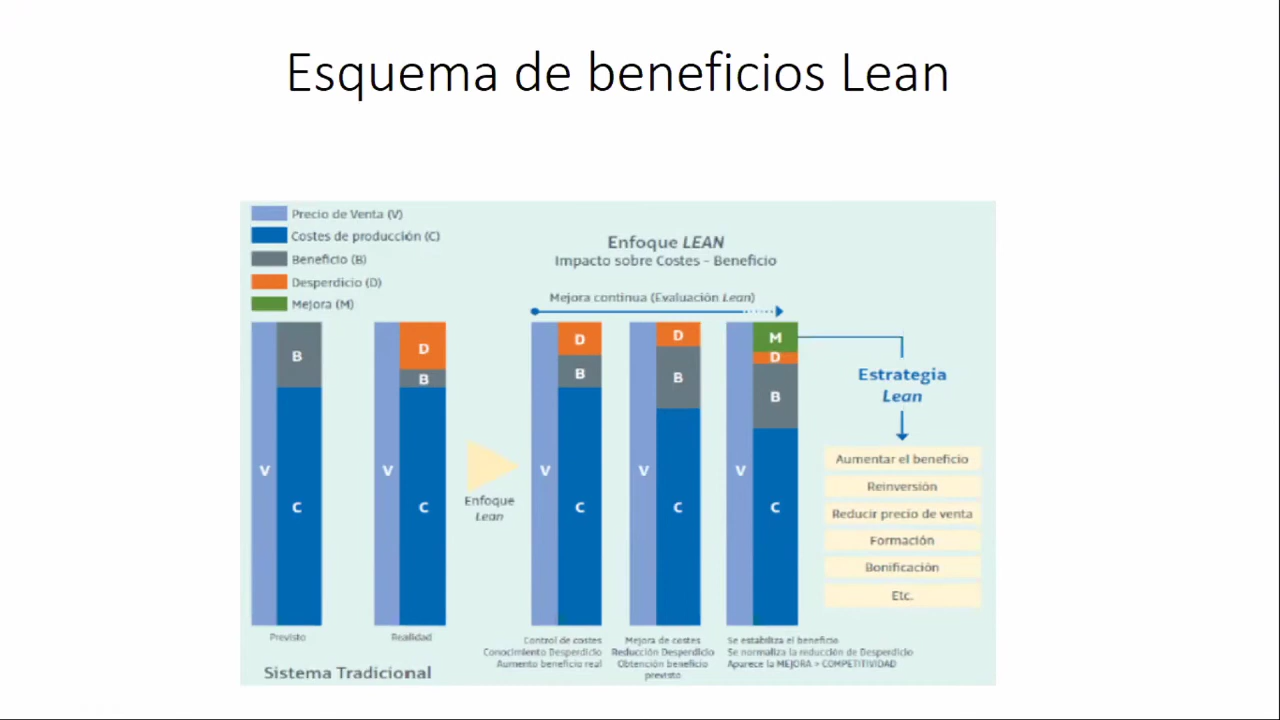 Esquema de beneficios Lean
Precio de Venta (V)
Costes de producción (C)
Beneficio (B)
Desperdicio (D)
Mejora (M)
Enfoque LEAN
Impacto sobre Costes - Beneficio
Mejora continua (Evaluación Lean)
B
V
C
Previsto
D
B
V
C
Realidad
Sistema Tradicional
Enfoque
Lean
D
B
V
C
Control de costes
Conocimiento Desperdicio
Aumento beneficio real
D
B
V
C
Mejora de costes
Reducción Desperdicio
Obtención beneficio
previsto
M
D
B
V
C
Se estabiliza el beneficio
Se normaliza la reducción de Desperdicio
Aparece la MEJORA > COMPETITIVIDAD
Estrategia
Lean
Aumentar el beneficio
Reinversión
Reducir precio de venta
Formación
Bonificación
Etc.